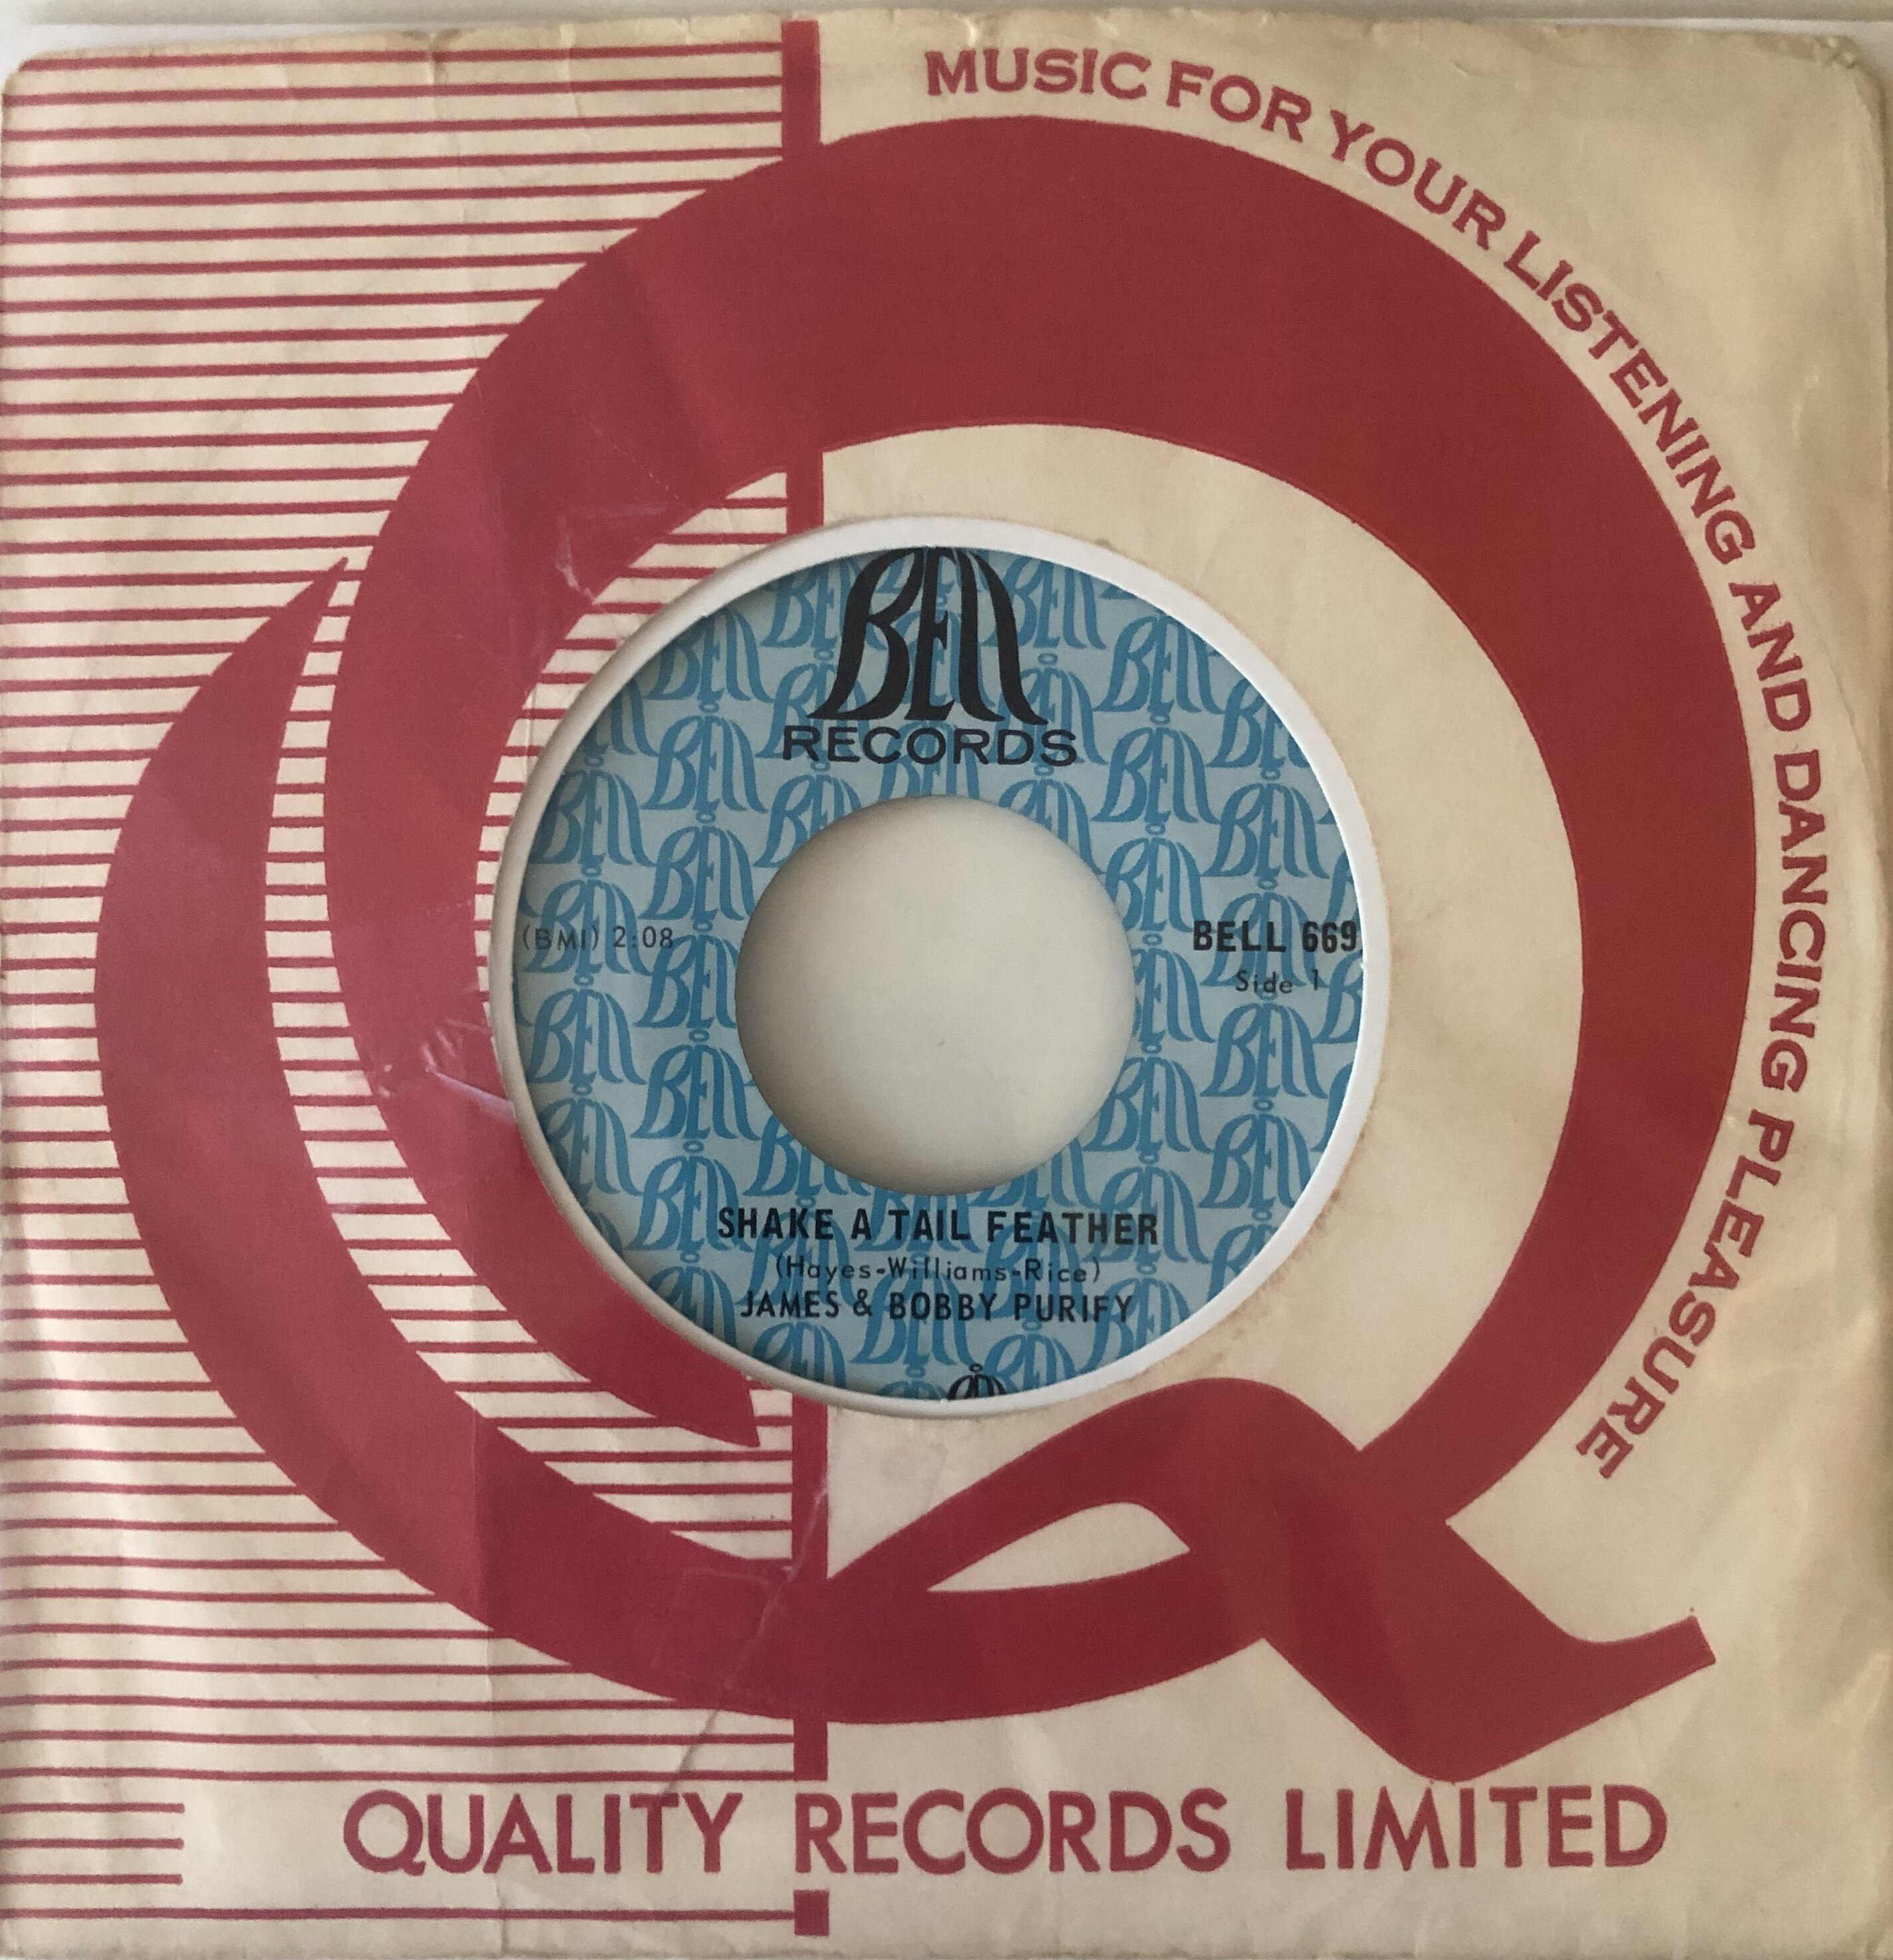 MUSIC FOR YOUR LISTENING AND DANCING PLEASURE
BELL
RECORDS
(BMI) 2:08
BELL 669
Side 1
SHAKE A TAIL FEATHER
(Hayes-Williams-Rice)
JAMES & BOBBY PURIFY
QUALITY RECORDS LIMITED